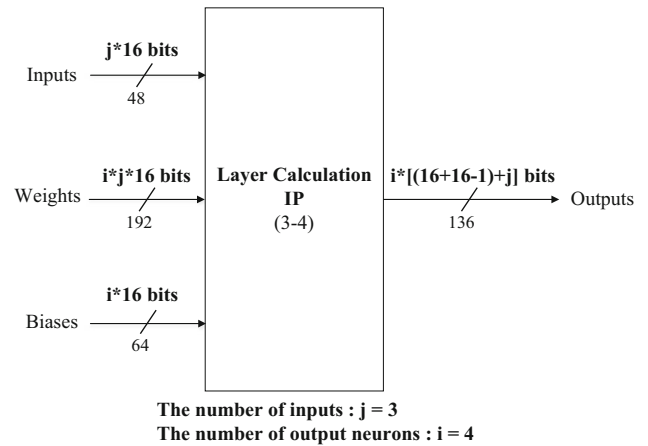 j*16 bits
Inputs
48
i*j*16 bits
Weights
192
i*16 bits
Biases
64
Layer Calculation
IP
(3-4)
i*[(16+16-1)+j] bits
Outputs
136
The number of inputs : j = 3
The number of output neurons : i = 4